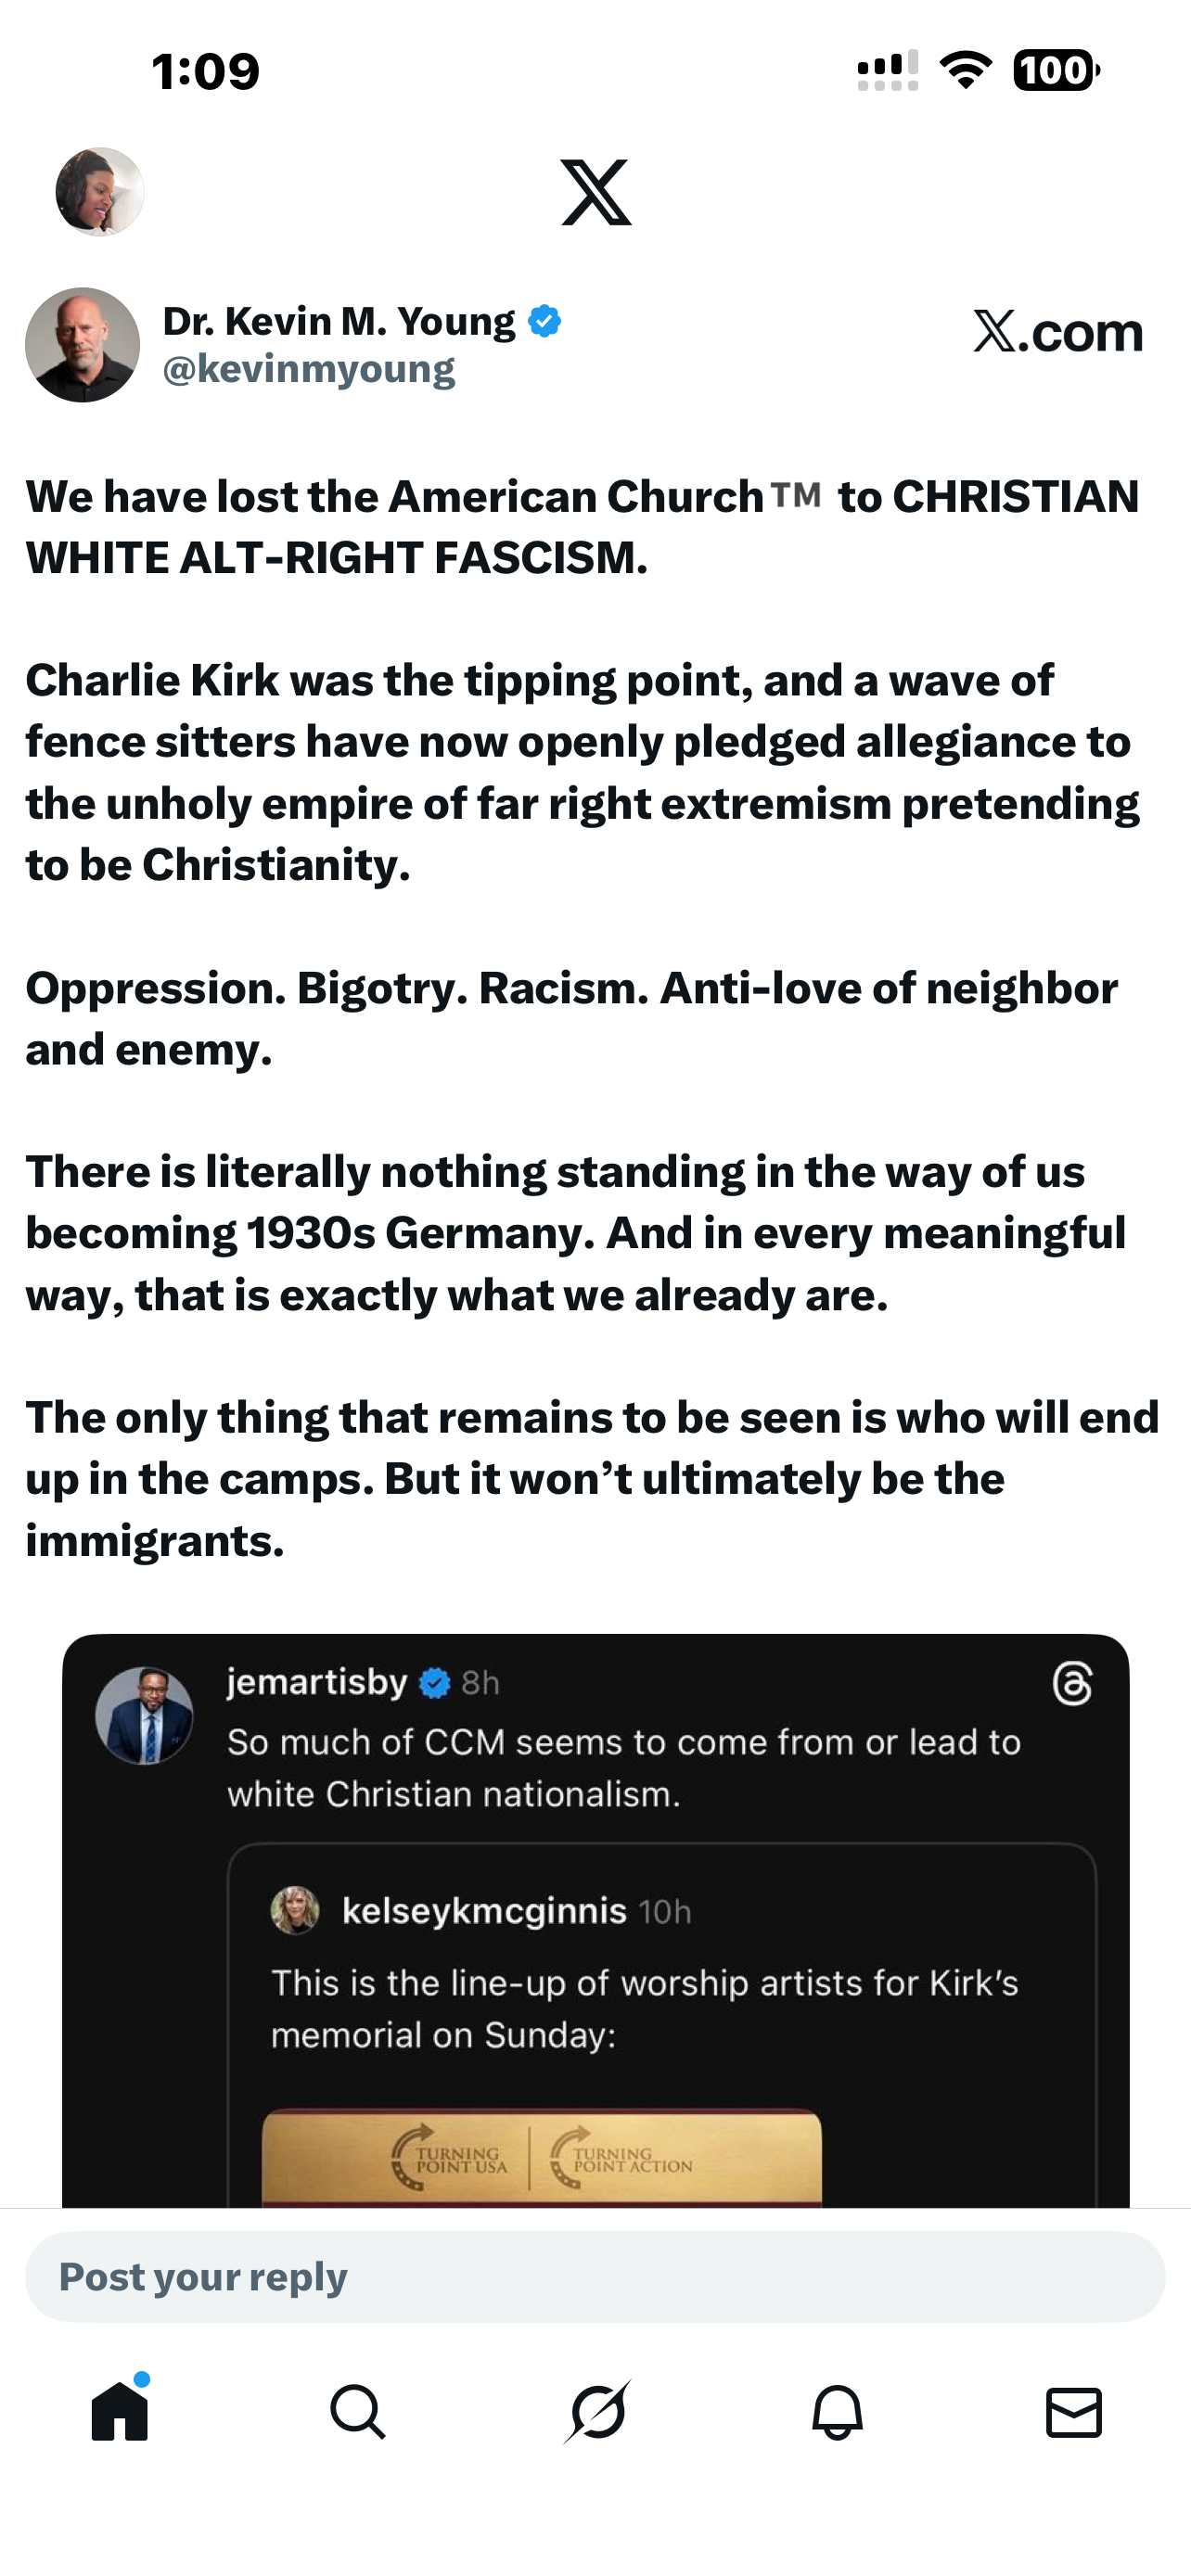 1:09
100
Dr. Kevin M. Young
@kevinmyoung
X.com
We have lost the American Church™ to CHRISTIAN
WHITE ALT-RIGHT FASCISM.
Charlie Kirk was the tipping point, and a wave of
fence sitters have now openly pledged allegiance to
the unholy empire of far right extremism pretending
to be Christianity.
Oppression. Bigotry. Racism. Anti-love of neighbor
and enemy.
There is literally nothing standing in the way of us
becoming 1930s Germany. And in every meaningful
way, that is exactly what we already are.
The only thing that remains to be seen is who will end
up in the camps. But it won’t ultimately be the
immigrants.
jemartisby 8h
So much of CCM seems to come from or lead to
white Christian nationalism.
kelseykmcginnis 10h
This is the line-up of worship artists for Kirk’s
memorial on Sunday:
TURNING
POINT USA
TURNING
POINT ACTION
Post your reply